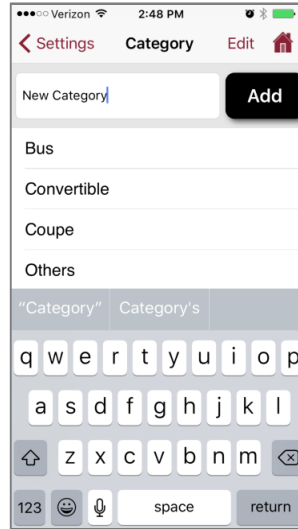 Verizon 2:48 PM
Settings Category Edit
New Category Add
Bus
Convertible
Coupe
Others
"Category" Category's
q w e r t y u i o p
a s d f g h j k l
z x c v b n m
123 space return